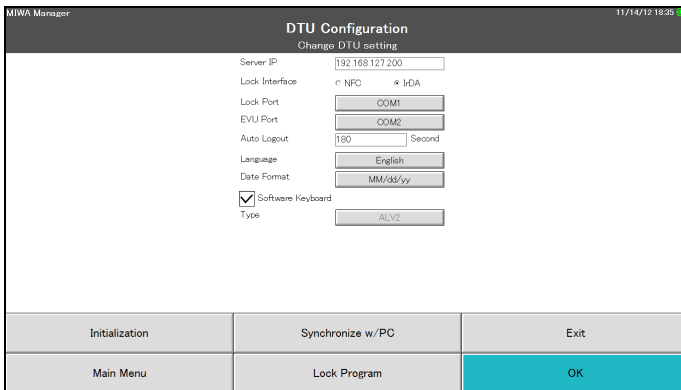 MIWA Manager 11/14/12 18:35
DTU Configuration
Change DTU setting
Server IP 192.168.127.200
Lock Interface NFC IrDA
Lock Port COM1
EVU Port COM2
Auto Logout 180 Second
Language English
Date Format MM/dd/yy
Software Keyboard
Type ALV2
Initialization Synchronize w/PC Exit
Main Menu Lock Program OK